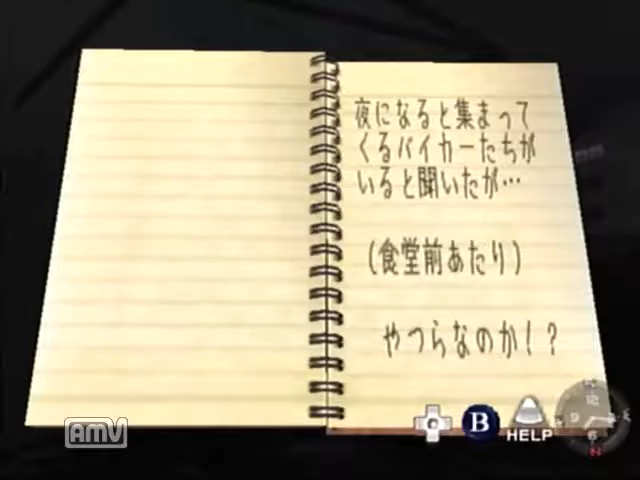 夜になると集まって
くるバイカーたちが
いると聞いたが…
(食堂前あたり)
やつらなのか!?
B
HELP
AMV